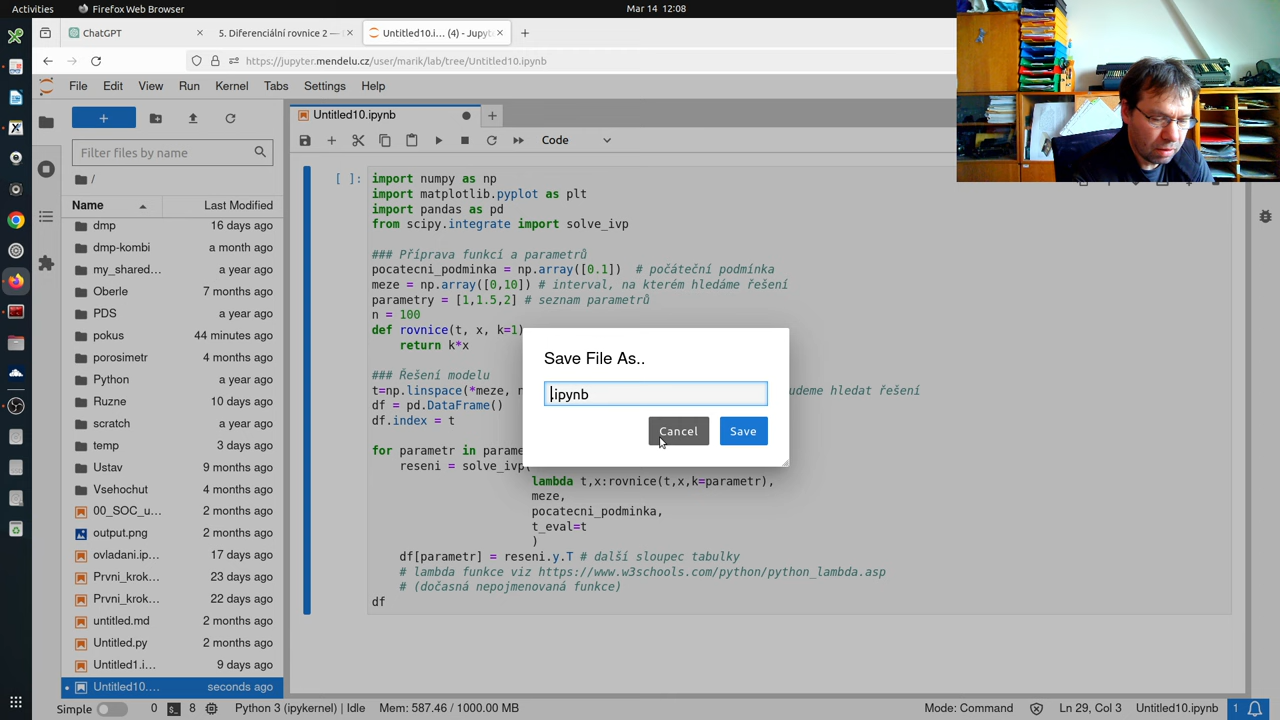 Activities
Firefox Web Browser
Mar 14 12:08
ChatGPT
5. Diferenciální rovnice 2 —
Untitled10.i… (4) - Jupyt
https://jupyter.mendelu.cz/user/marik/lab/tree/Untitled10.ipynb
File Edit View Run Kernel Tabs Settings Help
Untitled10.ipynb
Filter files by name
Code
/
Name Last Modified
dmp 16 days ago
dmp-kombi a month ago
my_shared… a year ago
Oberle 7 months ago
PDS a year ago
pokus 44 minutes ago
porosimetr 4 months ago
Python a year ago
Ruzne 10 days ago
scratch a year ago
temp 3 days ago
Ustav 9 months ago
Vsehochut 4 months ago
00_SOC_u… 2 months ago
output.png 2 months ago
ovladani.ip… 17 days ago
Prvni_krok… 23 days ago
Prvni_krok… 22 days ago
untitled.md 2 months ago
Untitled.py 2 months ago
Untitled1.i… 9 days ago
Untitled10.… seconds ago
[ ]:
import numpy as np
import matplotlib.pyplot as plt
import pandas as pd
from scipy.integrate import solve_ivp
### Příprava funkcí a parametrů
pocatecni_podminka = np.array([0.1])  # počáteční podmínka
meze = np.array([0,10]) # interval, na kterém hledáme řešení
parametry = [1,1.5,2] # seznam parametrů
n = 100
def rovnice(t, x, k=1)
return k*x
### Řešení modelu
t=np.linspace(*meze, udeme hledat řešení
df = pd.DataFrame()
df.index = t
for parametr in parame
reseni = solve_ivp(
lambda t,x:rovnice(t,x,k=parametr),
meze,
pocatecni_podminka,
t_eval=t
)
df[parametr] = reseni.y.T # další sloupec tabulky
# lambda funkce viz https://www.w3schools.com/python/python_lambda.asp
# (dočasná nepojmenovaná funkce)
df
Save File As..
.ipynb
Cancel Save
Simple 0 8 Python 3 (ipykernel) | Idle Mem: 587.46 / 1000.00 MB Mode: Command Ln 29, Col 3 Untitled10.ipynb 1